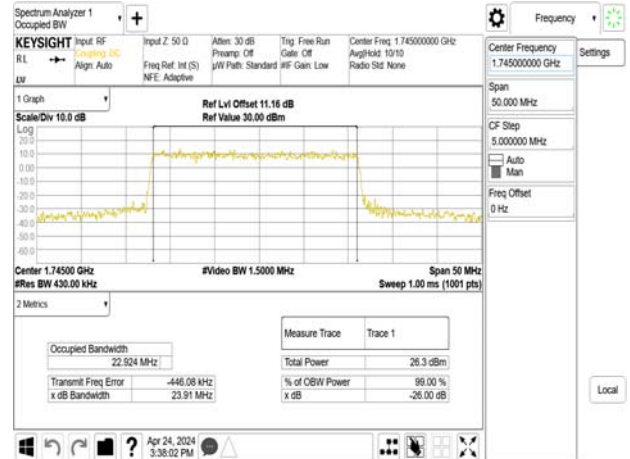 Spectrum Analyzer 1
Occupied BW
Frequency
KEYSIGHT
Input: RF
Coupling: DC
Align: Auto
Input Z: 50 Ω
Freq Ref: Int (S)
NFE: Adaptive
Atten: 30 dB
Preamp: Off
µW Path: Standard
Trig: Free Run
Gate: Off
#IF Gain: Low
Center Freq: 1.745000000 GHz
Avg|Hold: 10/10
Radio Std: None
RL
Center Frequency
1.745000000 GHz
Settings
Span
50.000 MHz
CF Step
5.000000 MHz
Auto
Man
Freq Offset
0 Hz
Local
1 Graph
Scale/Div 10.0 dB
Ref Lvl Offset 11.16 dB
Ref Value 30.00 dBm
Log
20.0
10.0
0.00
-10.0
-20.0
-30.0
-40.0
-50.0
-60.0
Center 1.74500 GHz
#Video BW 1.5000 MHz
Span 50 MHz
#Res BW 430.00 kHz
Sweep 1.00 ms (1001 pts)
2 Metrics
Measure Trace
Trace 1
Occupied Bandwidth
22.924 MHz
Total Power
26.3 dBm
Transmit Freq Error
-446.08 kHz
% of OBW Power
99.00 %
x dB Bandwidth
23.91 MHz
x dB
-26.00 dB
?
Apr 24, 2024
3:38:02 PM